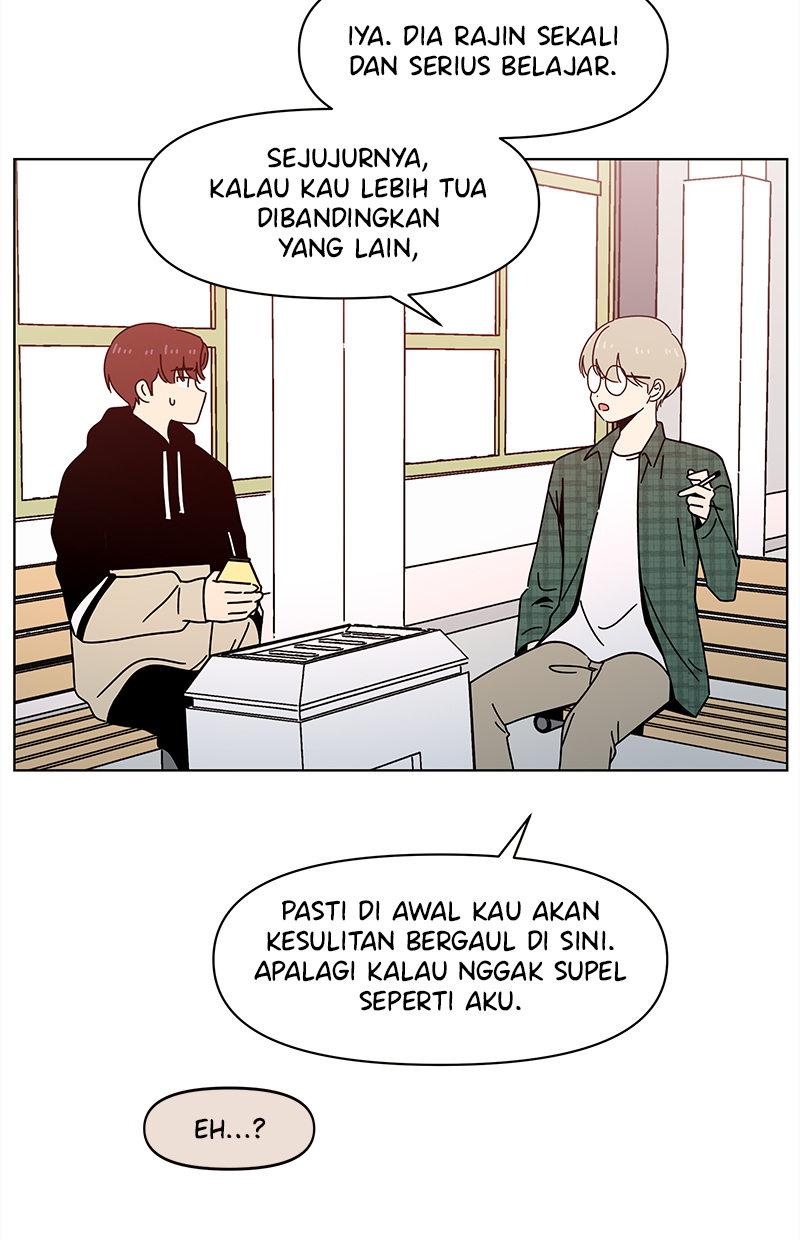 IYA. DIA RAJIN SEKALI
DAN SERIUS BELAJAR.
SEJUJURNYA,
KALAU KAU LEBIH TUA
DIBANDINGKAN
YANG LAIN,
PASTI DI AWAL KAU AKAN
KESULITAN BERGAUL DI SINI.
APALAGI KALAU NGGAK SUPEL
SEPERTI AKU.
EH...?